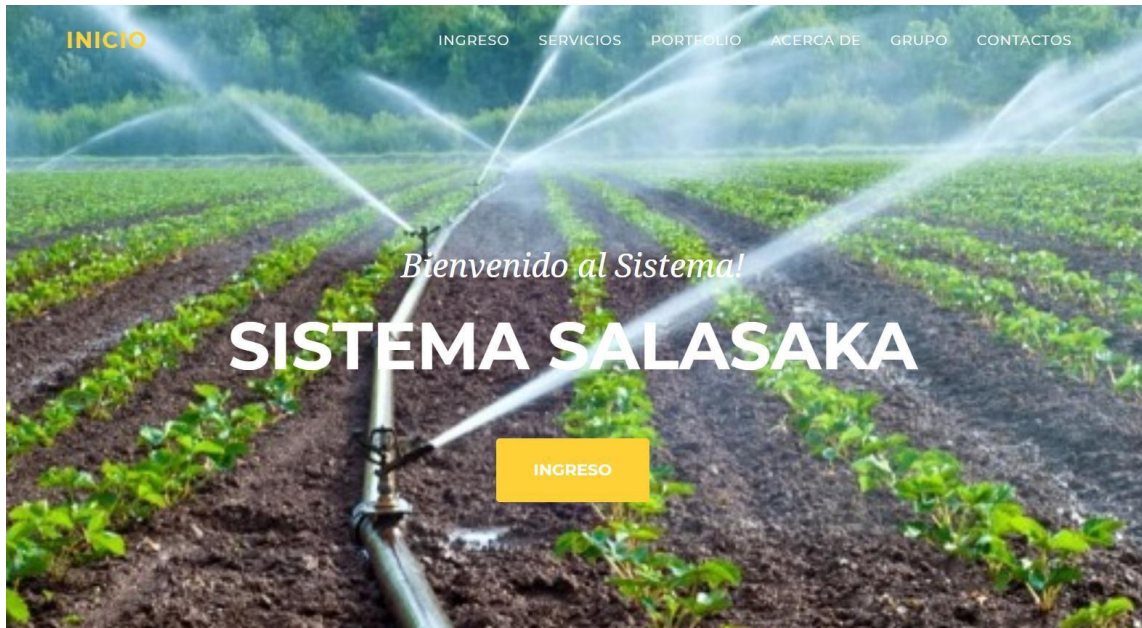 INICIO INGRESO SERVICIOS PORTFOLIO ACERCA DE GRUPO CONTACTOS
Bienvenido al Sistema!
SISTEMA SALASAKA
INGRESO